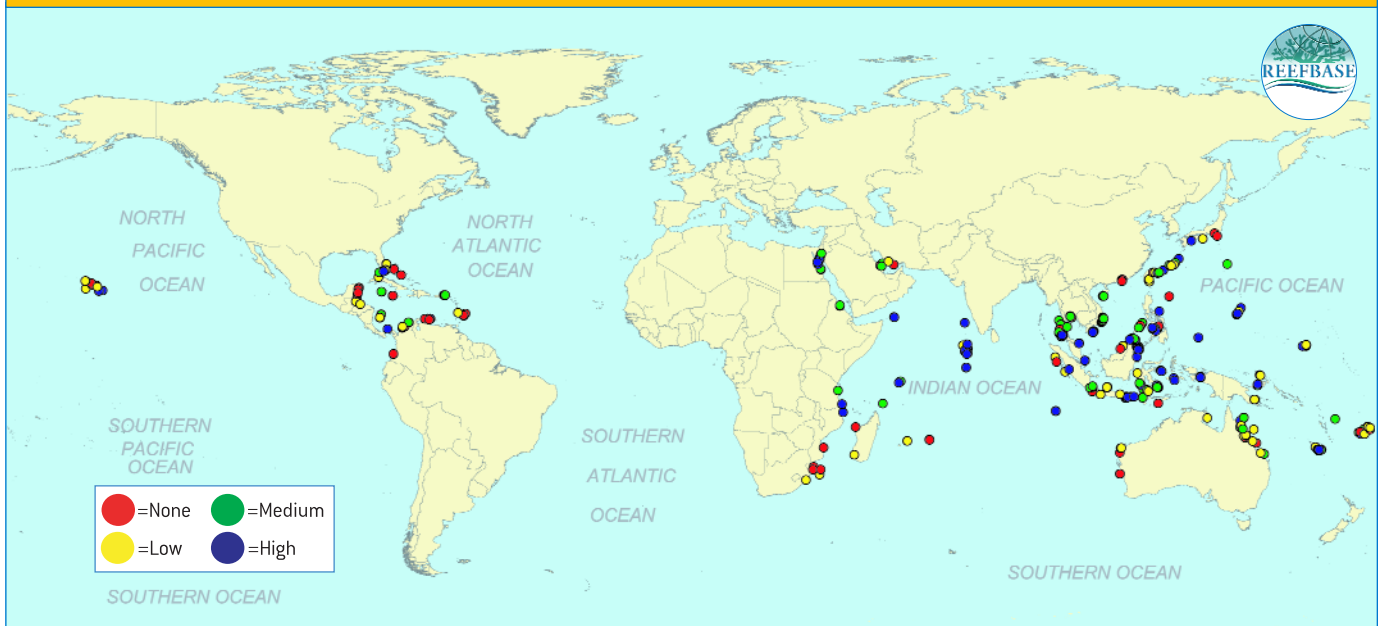 REEFBASE
NORTH
PACIFIC
OCEAN
NORTH
ATLANTIC
OCEAN
PACIFIC OCEAN
INDIAN OCEAN
SOUTHERN
PACIFIC
OCEAN
SOUTHERN
ATLANTIC
OCEAN
=None
=Medium
=Low
=High
SOUTHERN OCEAN
SOUTHERN OCEAN